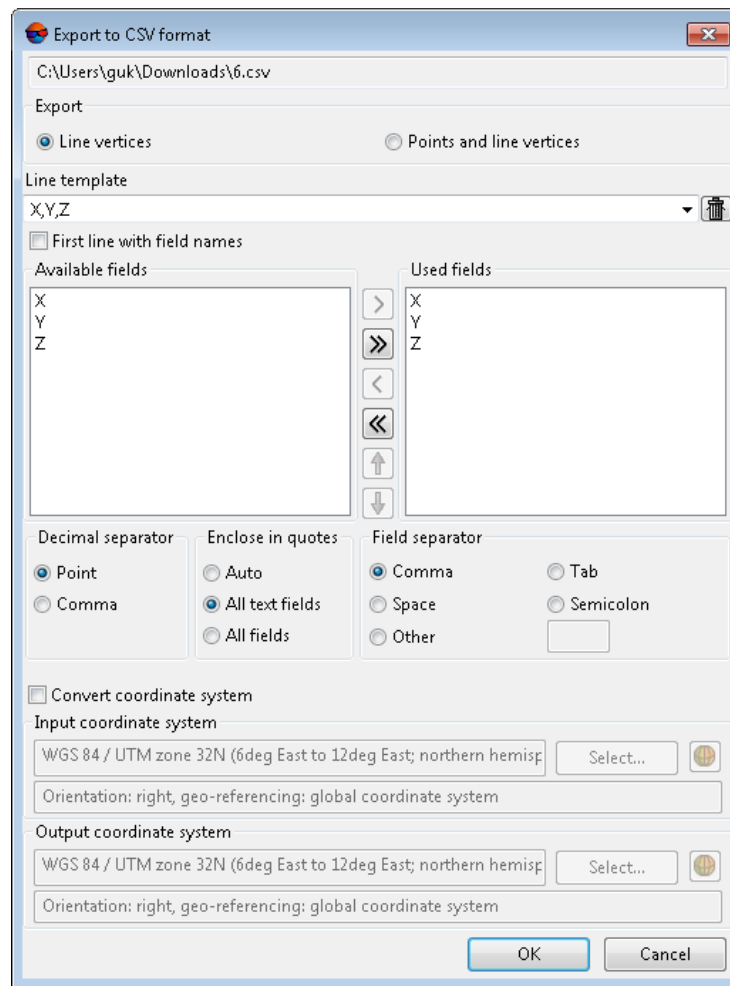 Export to CSV format
C:\Users\guk\Downloads\6.csv
Export
Line vertices Points and line vertices
Line template
X,Y,Z
First line with field names
Available fields Used fields
X X
Y Y
Z Z
Decimal separator Enclose in quotes Field separator
Point Auto Comma Tab
Comma All text fields Space Semicolon
All fields Other
Convert coordinate system
Input coordinate system
WGS 84 / UTM zone 32N (6deg East to 12deg East; northern hemisp Select...
Orientation: right, geo-referencing: global coordinate system
Output coordinate system
WGS 84 / UTM zone 32N (6deg East to 12deg East; northern hemisp Select...
Orientation: right, geo-referencing: global coordinate system
OK Cancel